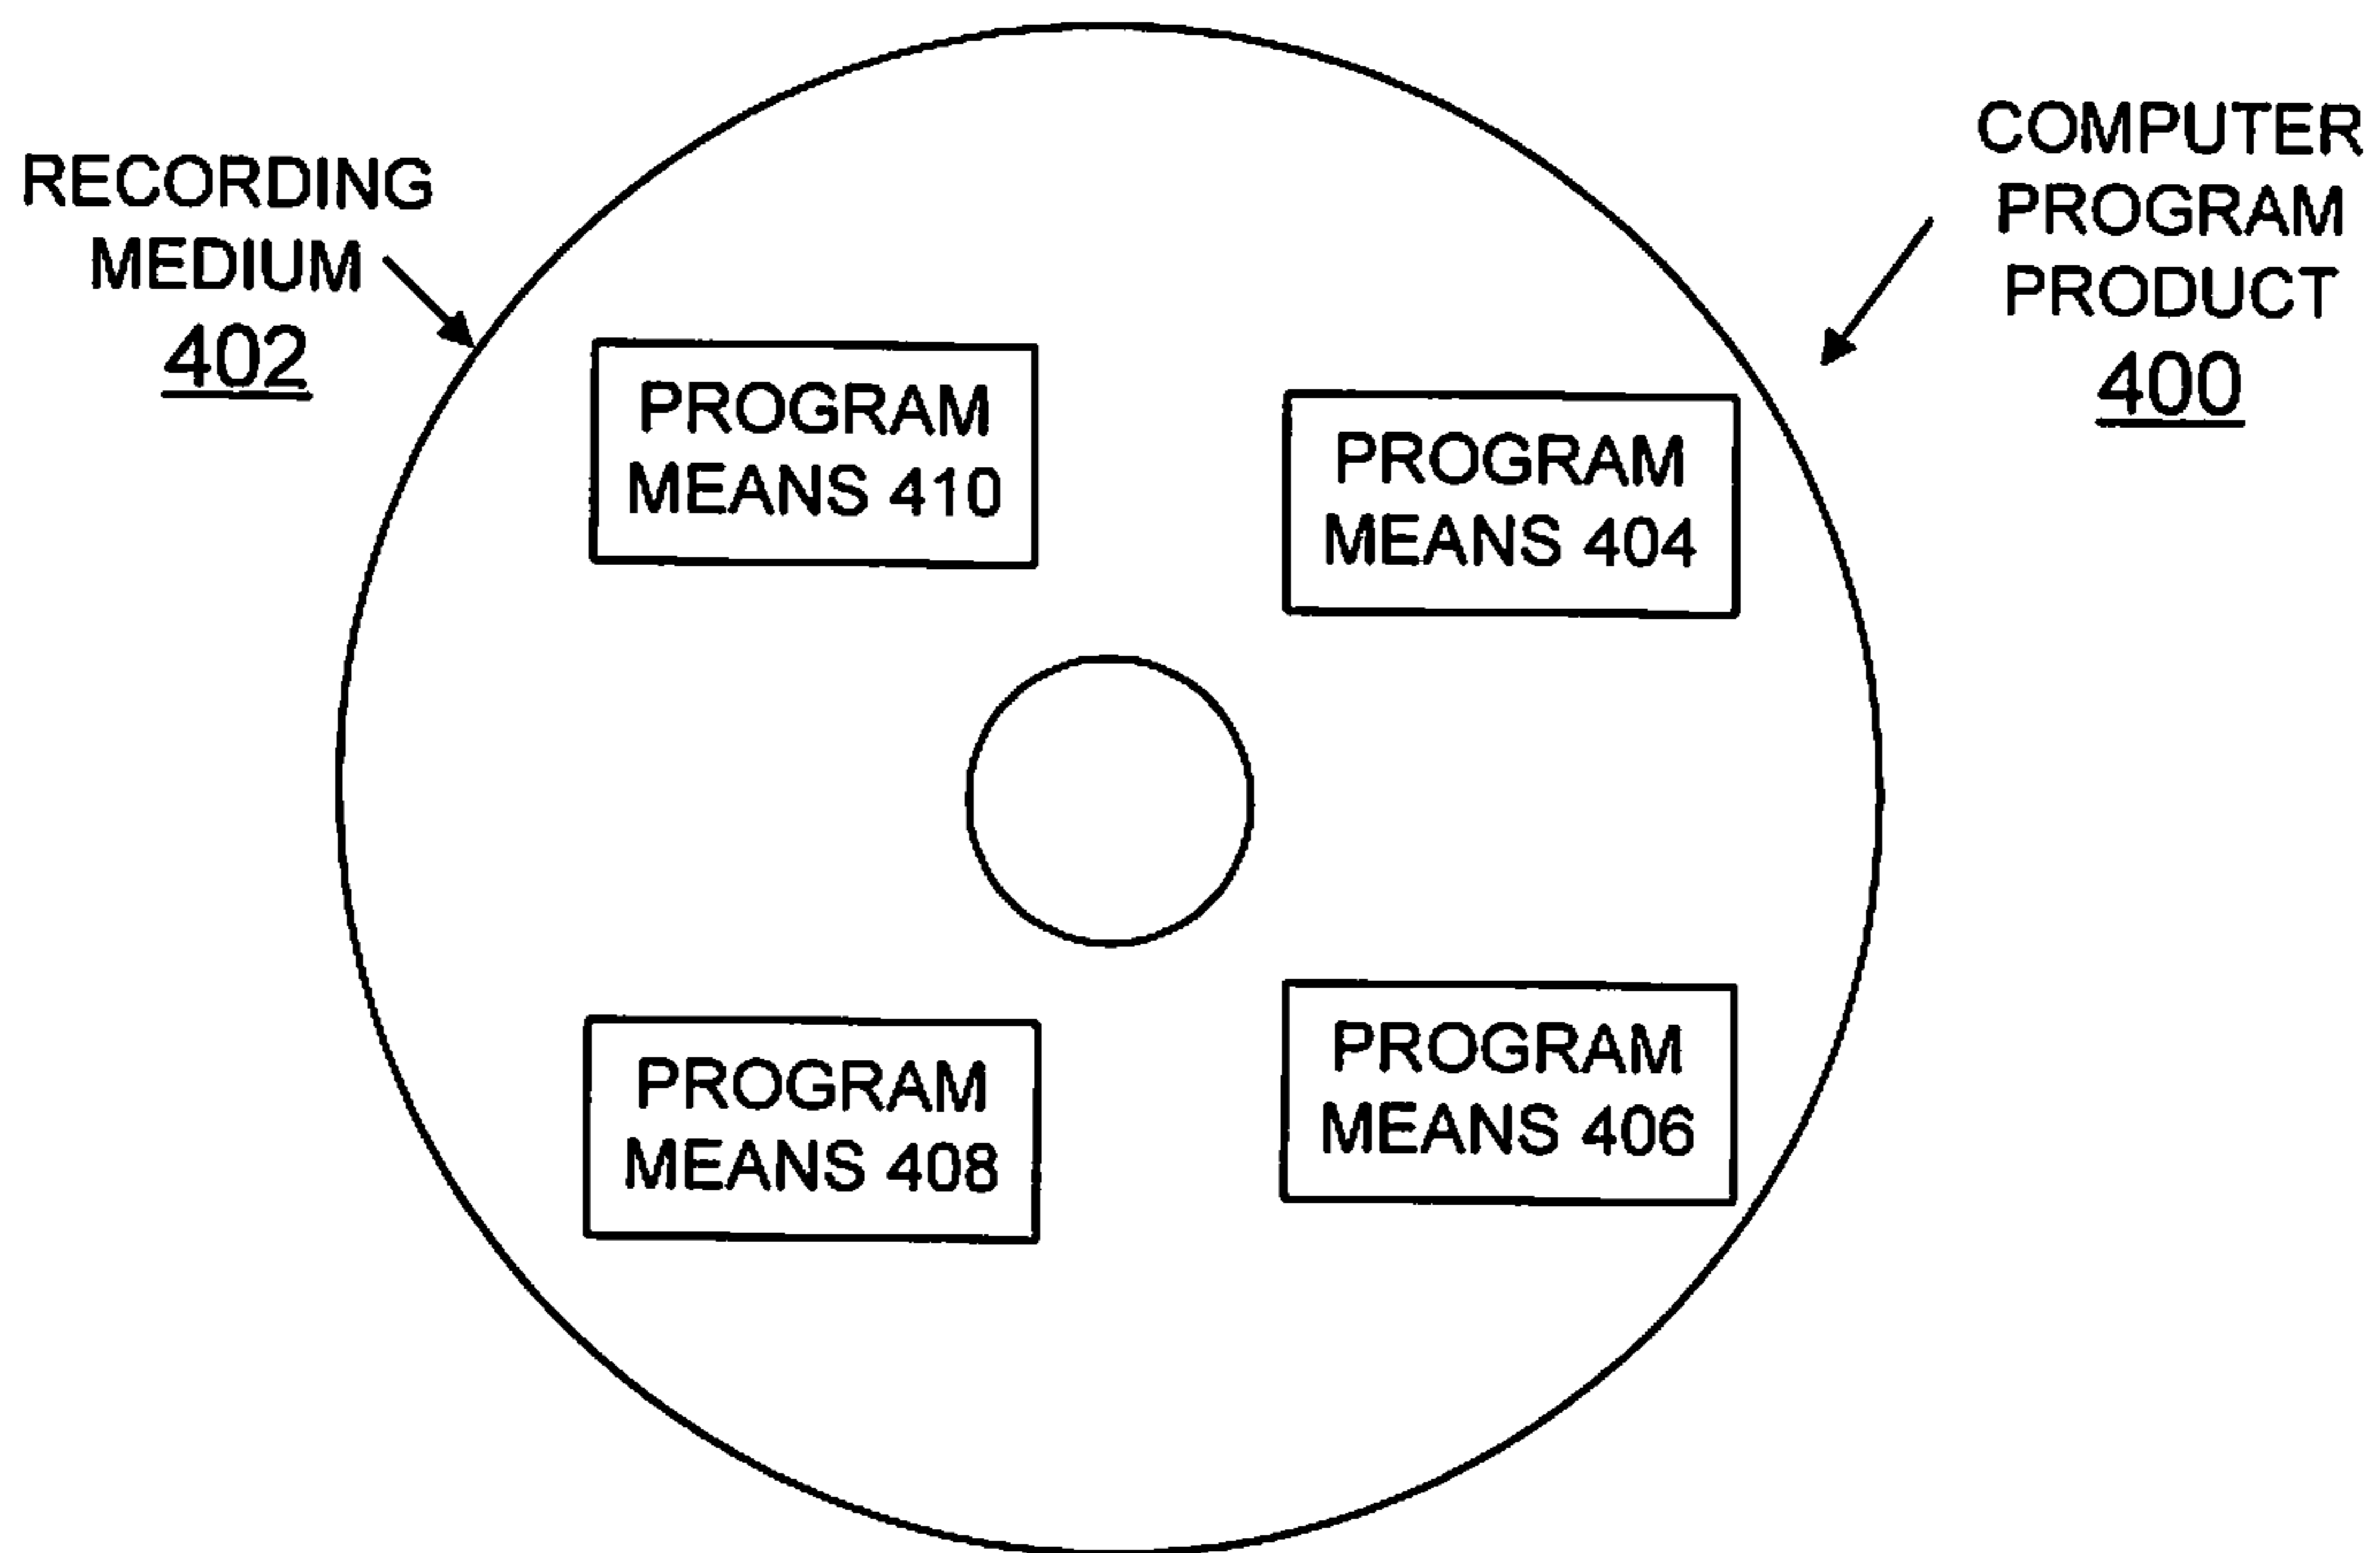 RECORDING
MEDIUM
402
COMPUTER
PROGRAM
PRODUCT
400
PROGRAM
MEANS 410
PROGRAM
MEANS 404
PROGRAM
MEANS 408
PROGRAM
MEANS 406